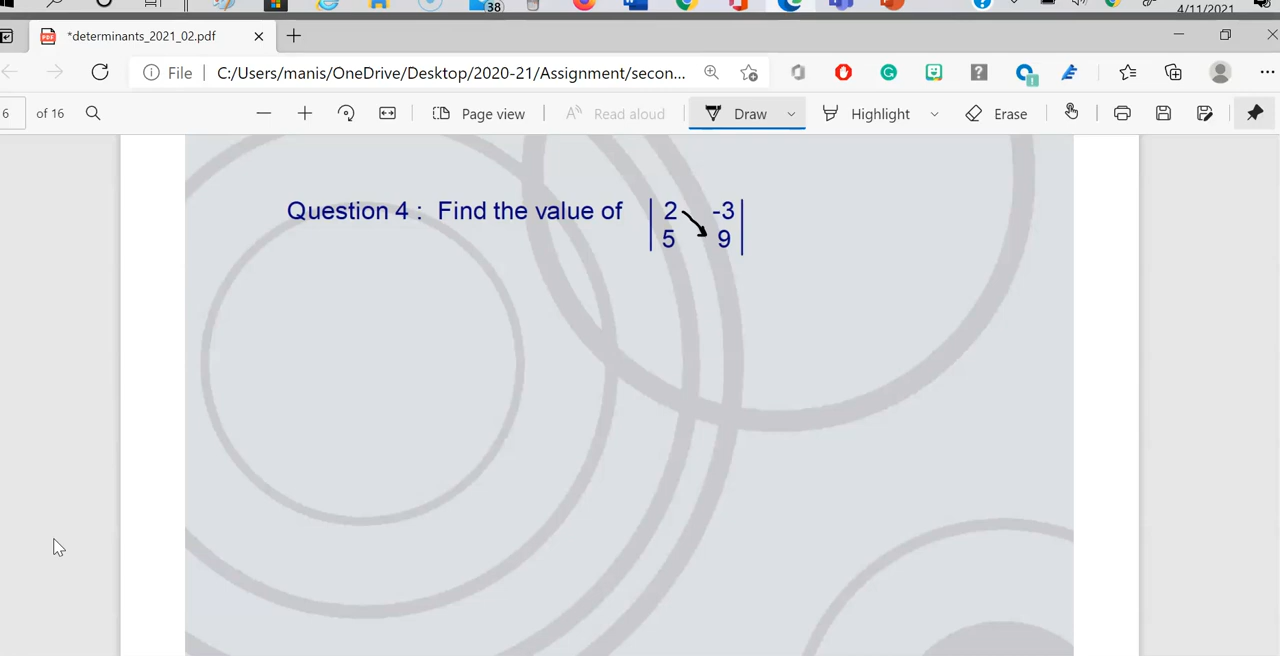 38
4/11/2021
*determinants_2021_02.pdf
File C:/Users/manis/OneDrive/Desktop/2020-21/Assignment/secon...
6 of 16 Page view Read aloud Draw Highlight Erase
Question 4 : Find the value of | 2 -3 |
5 9